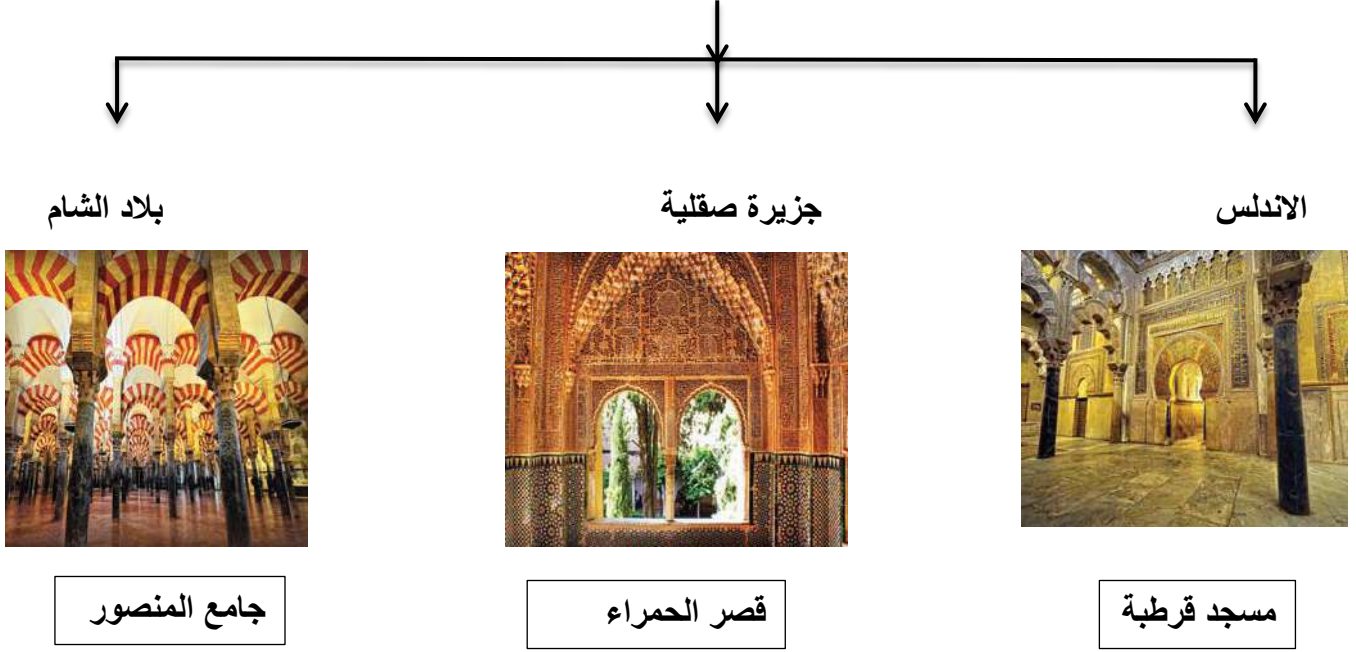 الاندلس
جزيرة صقلية
بلاد الشام
مسجد قرطبة
قصر الحمراء
جامع المنصور